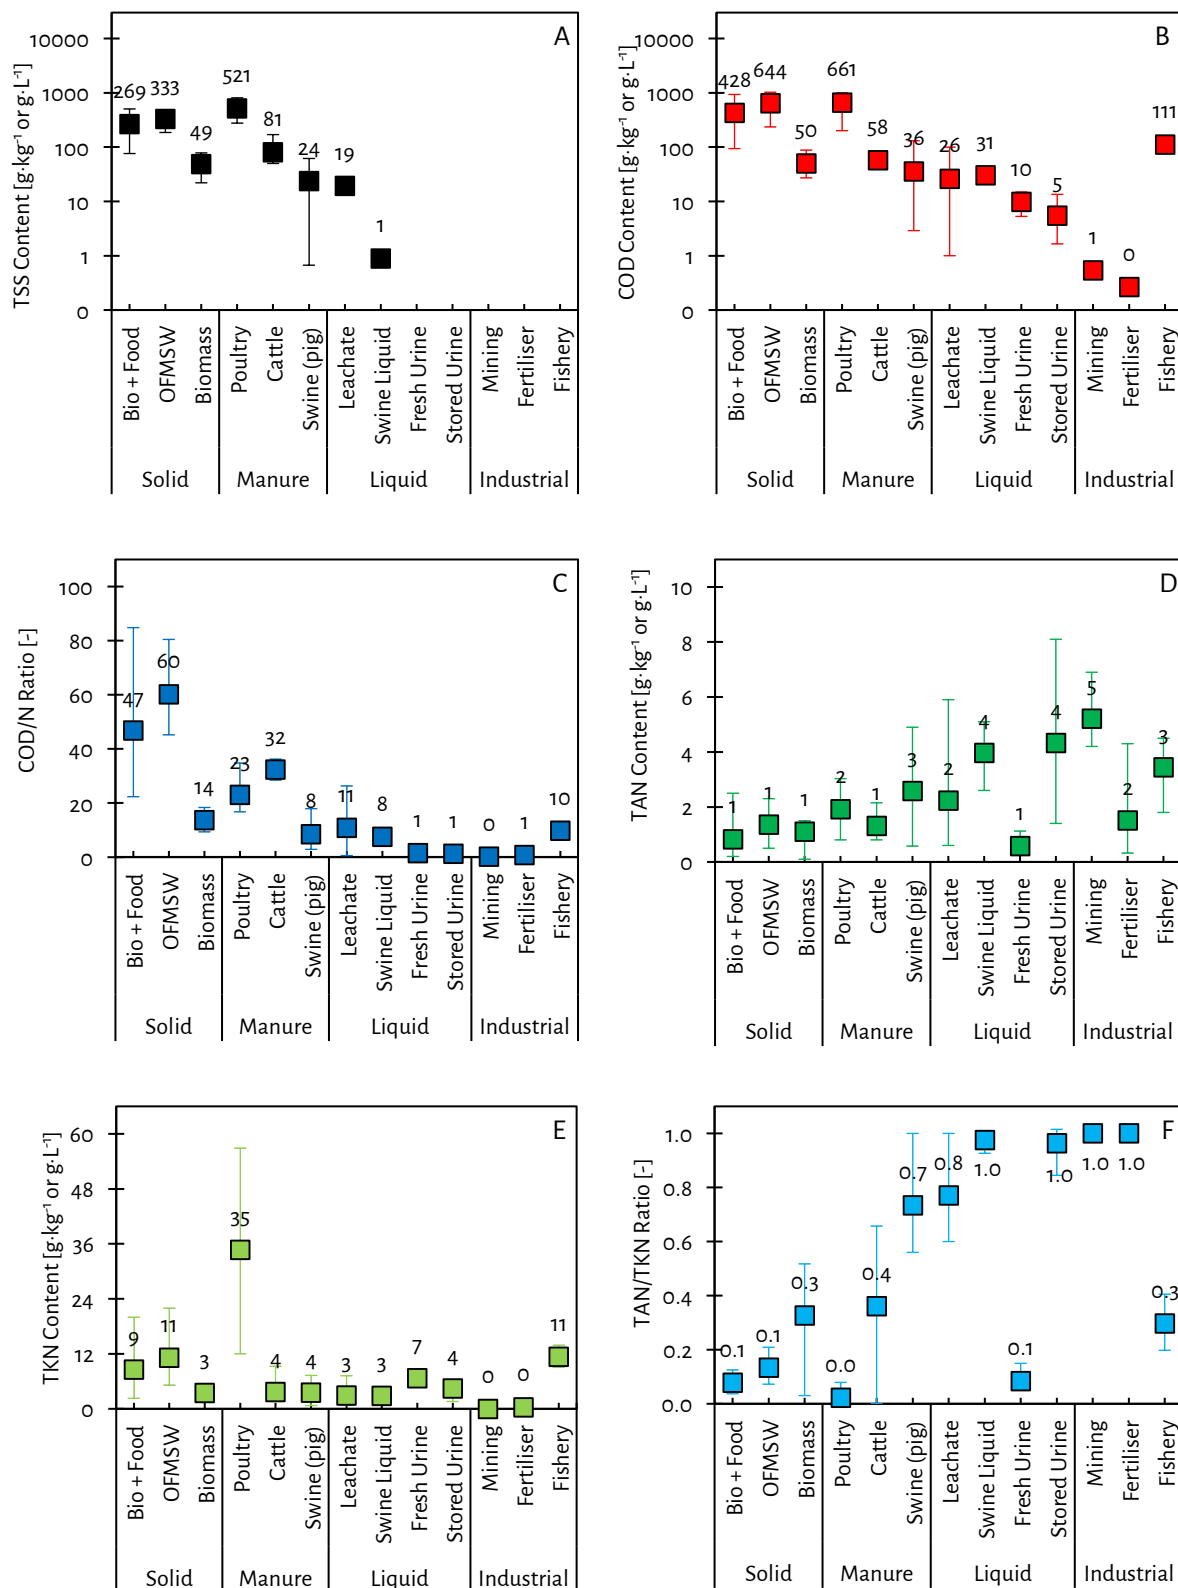 A
TSS Content [g·kg⁻¹ or g·L⁻¹]
10000
1000
100
10
1
0
269
333
49
521
81
24
19
1
Bio + Food
OFMSW
Biomass
Poultry
Cattle
Swine (pig)
Leachate
Swine Liquid
Fresh Urine
Stored Urine
Mining
Fertiliser
Fishery
Solid
Manure
Liquid
Industrial
B
COD Content [g·kg⁻¹ or g·L⁻¹]
10000
1000
100
10
1
0
428
644
50
661
58
36
26
31
10
5
1
0
111
Bio + Food
OFMSW
Biomass
Poultry
Cattle
Swine (pig)
Leachate
Swine Liquid
Fresh Urine
Stored Urine
Mining
Fertiliser
Fishery
Solid
Manure
Liquid
Industrial
C
COD/N Ratio [-]
100
80
60
40
20
0
47
60
14
23
32
8
11
8
1
1
0
1
10
Bio + Food
OFMSW
Biomass
Poultry
Cattle
Swine (pig)
Leachate
Swine Liquid
Fresh Urine
Stored Urine
Mining
Fertiliser
Fishery
Solid
Manure
Liquid
Industrial
D
TAN Content [g·kg⁻¹ or g·L⁻¹]
10
8
6
4
2
0
1
1
1
2
1
3
2
4
1
4
5
2
3
Bio + Food
OFMSW
Biomass
Poultry
Cattle
Swine (pig)
Leachate
Swine Liquid
Fresh Urine
Stored Urine
Mining
Fertiliser
Fishery
Solid
Manure
Liquid
Industrial
E
TKN Content [g·kg⁻¹ or g·L⁻¹]
60
48
36
24
12
0
9
11
3
35
4
4
3
3
7
4
0
0
11
Bio + Food
OFMSW
Biomass
Poultry
Cattle
Swine (pig)
Leachate
Swine Liquid
Fresh Urine
Stored Urine
Mining
Fertiliser
Fishery
Solid
Manure
Liquid
Industrial
F
TAN/TKN Ratio [-]
1.0
0.8
0.6
0.4
0.2
0.0
0.1
0.1
0.3
0.0
0.4
0.7
0.8
1.0
0.1
1.0
1.0
1.0
0.3
Bio + Food
OFMSW
Biomass
Poultry
Cattle
Swine (pig)
Leachate
Swine Liquid
Fresh Urine
Stored Urine
Mining
Fertiliser
Fishery
Solid
Manure
Liquid
Industrial